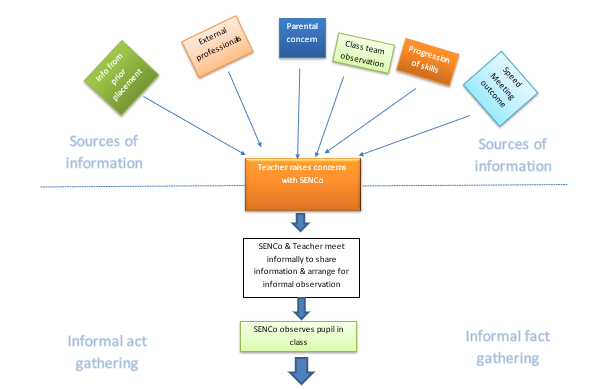 Info from
prior
placement
External
professionals
Parental
concern
Class team
observation
Progression
of skills
Speed
Meeting
outcome
Sources of
information
Sources of
information
Teacher raises concerns
with SENCo
SENCo & Teacher meet
informally to share
information & arrange for
informal observation
SENCo observes pupil in
class
Informal act
gathering
Informal fact
gathering